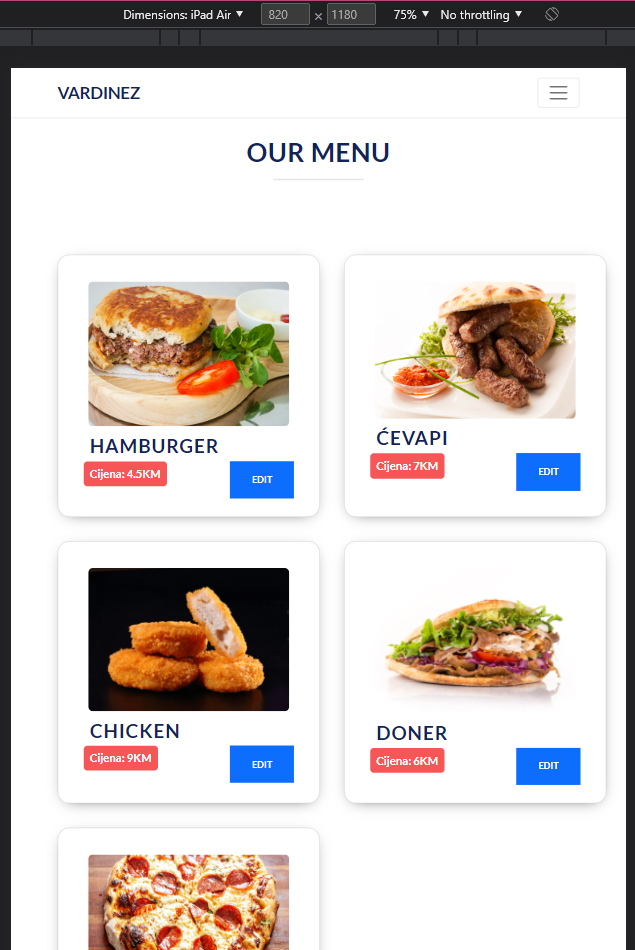 Dimensions: iPad Air ▼ 820 × 1180 75% ▼ No throttling ▼
VARDINEZ
OUR MENU
HAMBURGER
Cijena: 4.5KM
EDIT
ĆEVAPI
Cijena: 7KM
EDIT
CHICKEN
Cijena: 9KM
EDIT
DONER
Cijena: 6KM
EDIT